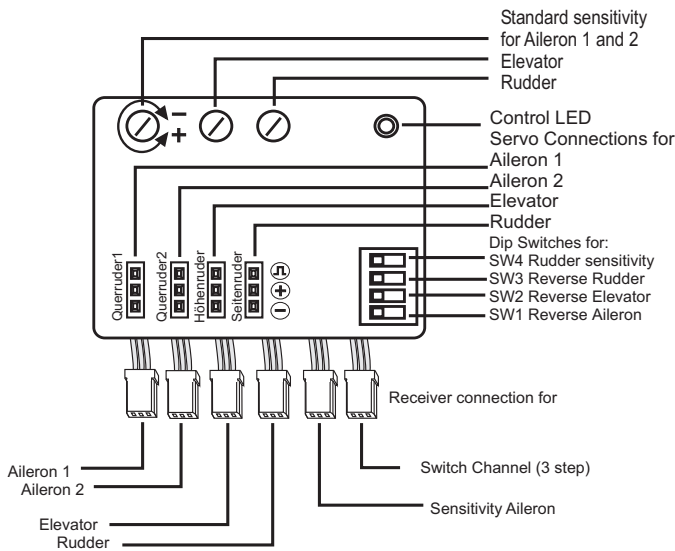 Standard sensitivity
for Aileron 1 and 2
Elevator
Rudder
− +
Control LED
Servo Connections for
Aileron 1
Aileron 2
Elevator
Rudder
Dip Switches for:
SW4 Rudder sensitivity
SW3 Reverse Rudder
SW2 Reverse Elevator
SW1 Reverse Aileron
Querruder1
Querruder2
Höhenruder
Seitenruder
+
−
Receiver connection for
Aileron 1
Aileron 2
Elevator
Rudder
Switch Channel (3 step)
Sensitivity Aileron